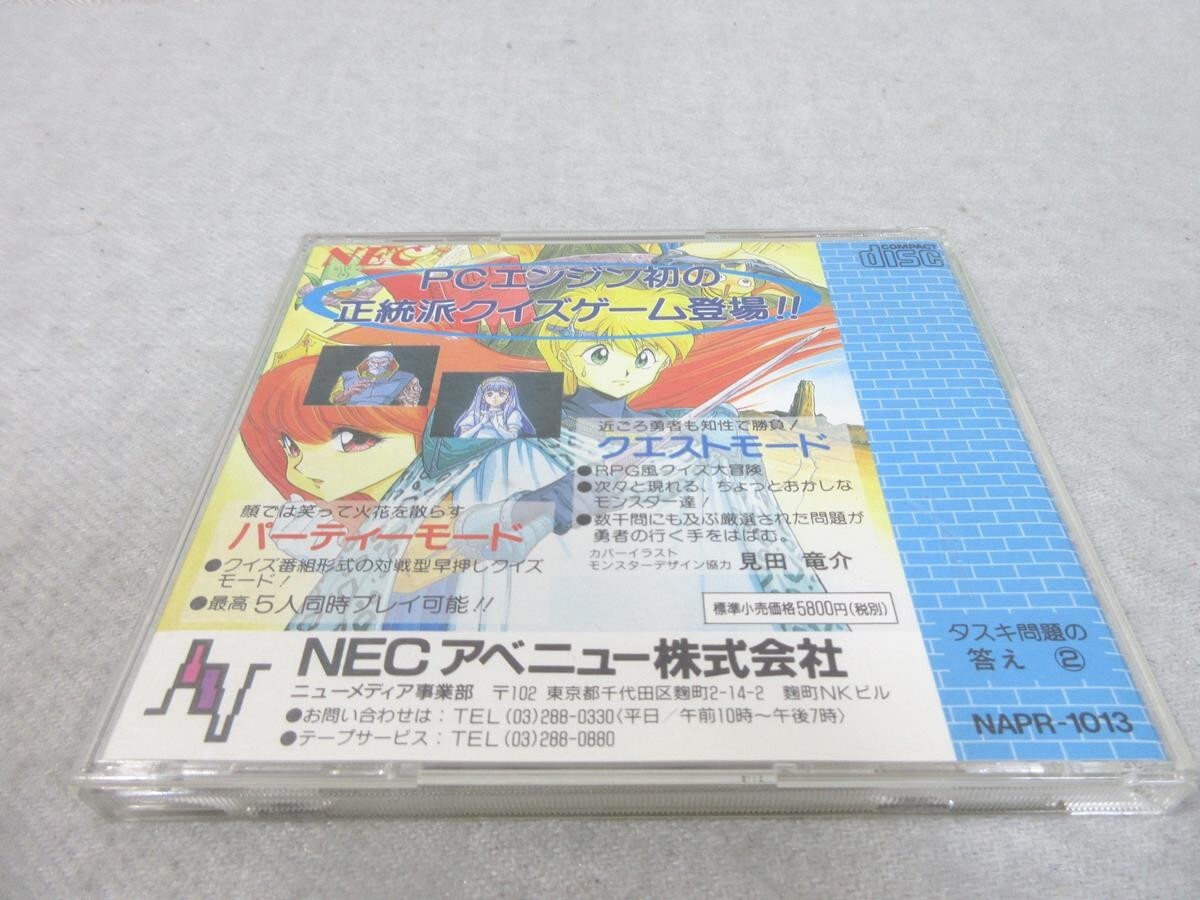 NEC
COMPACT
disc
PCエンジン初の
正統派クイズゲーム登場!!
近ごろ勇者も知性で勝負!
クエストモード
●RPG風クイズ大冒険
●次々と現れる、ちょっとおかしな
モンスター達!
●数千問にも及ぶ厳選された問題が
勇者の行く手をはばむ。
カバーイラスト
モンスターデザイン協力 見田 竜介
顔では笑って火花を散らす
パーティーモード
●クイズ番組形式の対戦型早押しクイズ
モード!
●最高5人同時プレイ可能!!
標準小売価格5800円(税別)
NECアベニュー株式会社
ニューメディア事業部 〒102 東京都千代田区麹町2-14-2 麹町NKビル
●お問い合わせは:TEL(03)288-0330〈平日/午前10時〜午後7時〉
●テープサービス:TEL(03)288-0880
タスキ問題の
答え ②
NAPR-1013